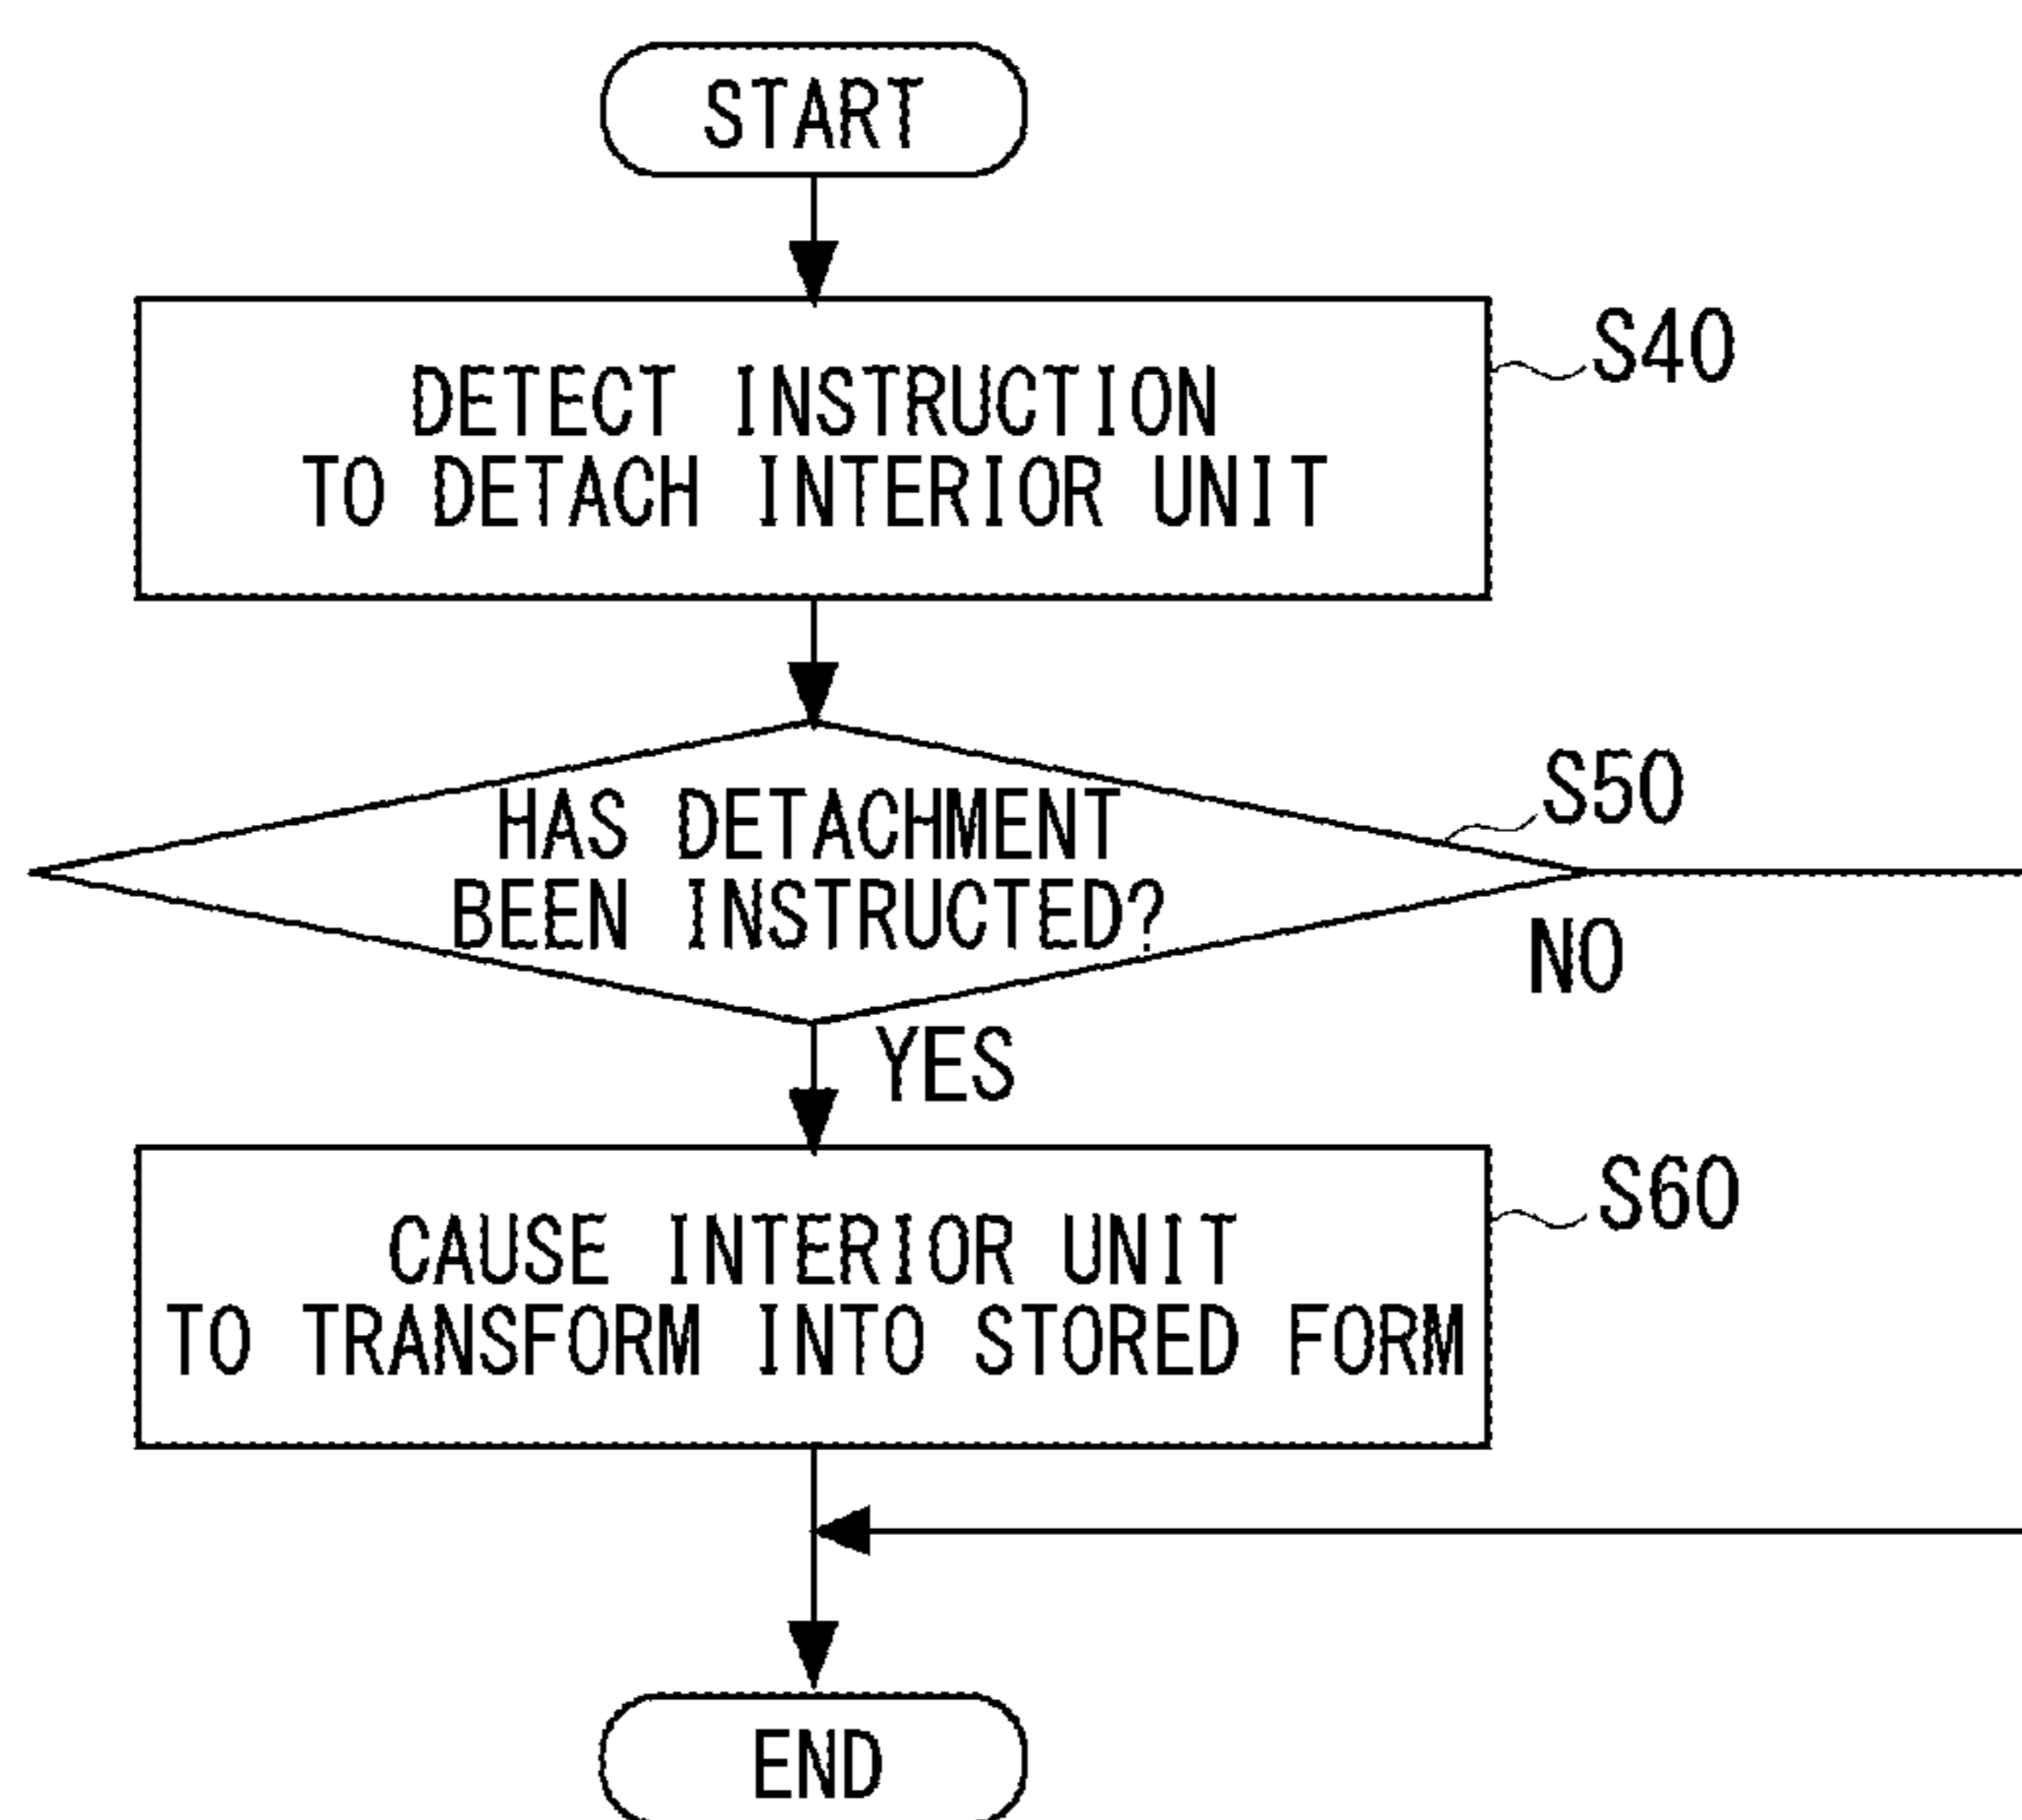 START
DETECT INSTRUCTION
TO DETACH INTERIOR UNIT
S40
HAS DETACHMENT
BEEN INSTRUCTED?
S50
NO
YES
CAUSE INTERIOR UNIT
TO TRANSFORM INTO STORED FORM
S60
END